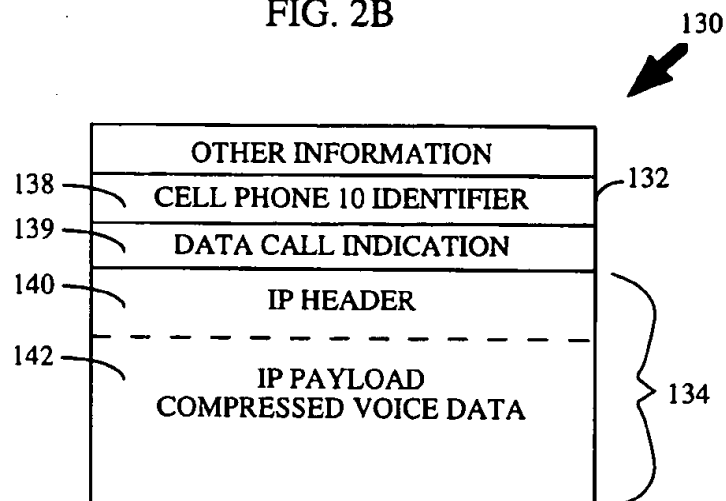 FIG. 2B
130
OTHER INFORMATION
138
CELL PHONE 10 IDENTIFIER
132
139
DATA CALL INDICATION
140
IP HEADER
142
IP PAYLOAD
COMPRESSED VOICE DATA
134